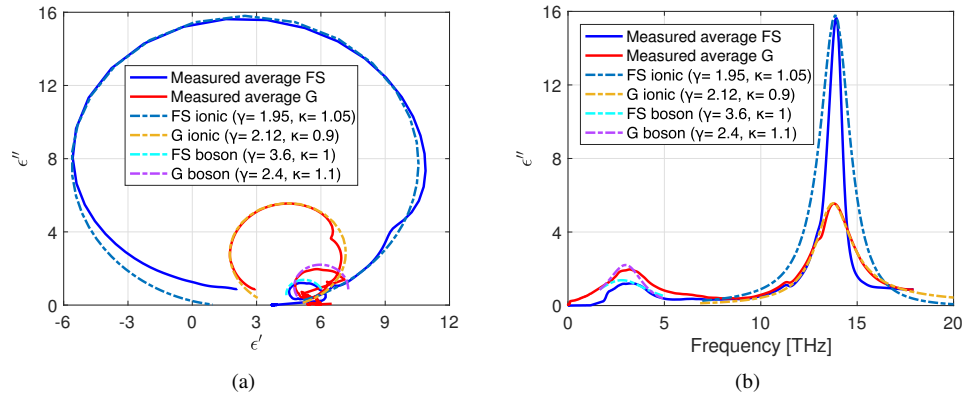 16
12
8
4
0
ϵ''
-6
-3
0
3
6
9
12
ϵ'
Measured average FS
Measured average G
FS ionic (γ= 1.95, κ= 1.05)
G ionic (γ= 2.12, κ= 0.9)
FS boson (γ= 3.6, κ= 1)
G boson (γ= 2.4, κ= 1.1)
(a)
16
12
8
4
0
ϵ''
0
5
10
15
20
Frequency [THz]
Measured average FS
Measured average G
FS ionic (γ= 1.95, κ= 1.05)
G ionic (γ= 2.12, κ= 0.9)
FS boson (γ= 3.6, κ= 1)
G boson (γ= 2.4, κ= 1.1)
(b)